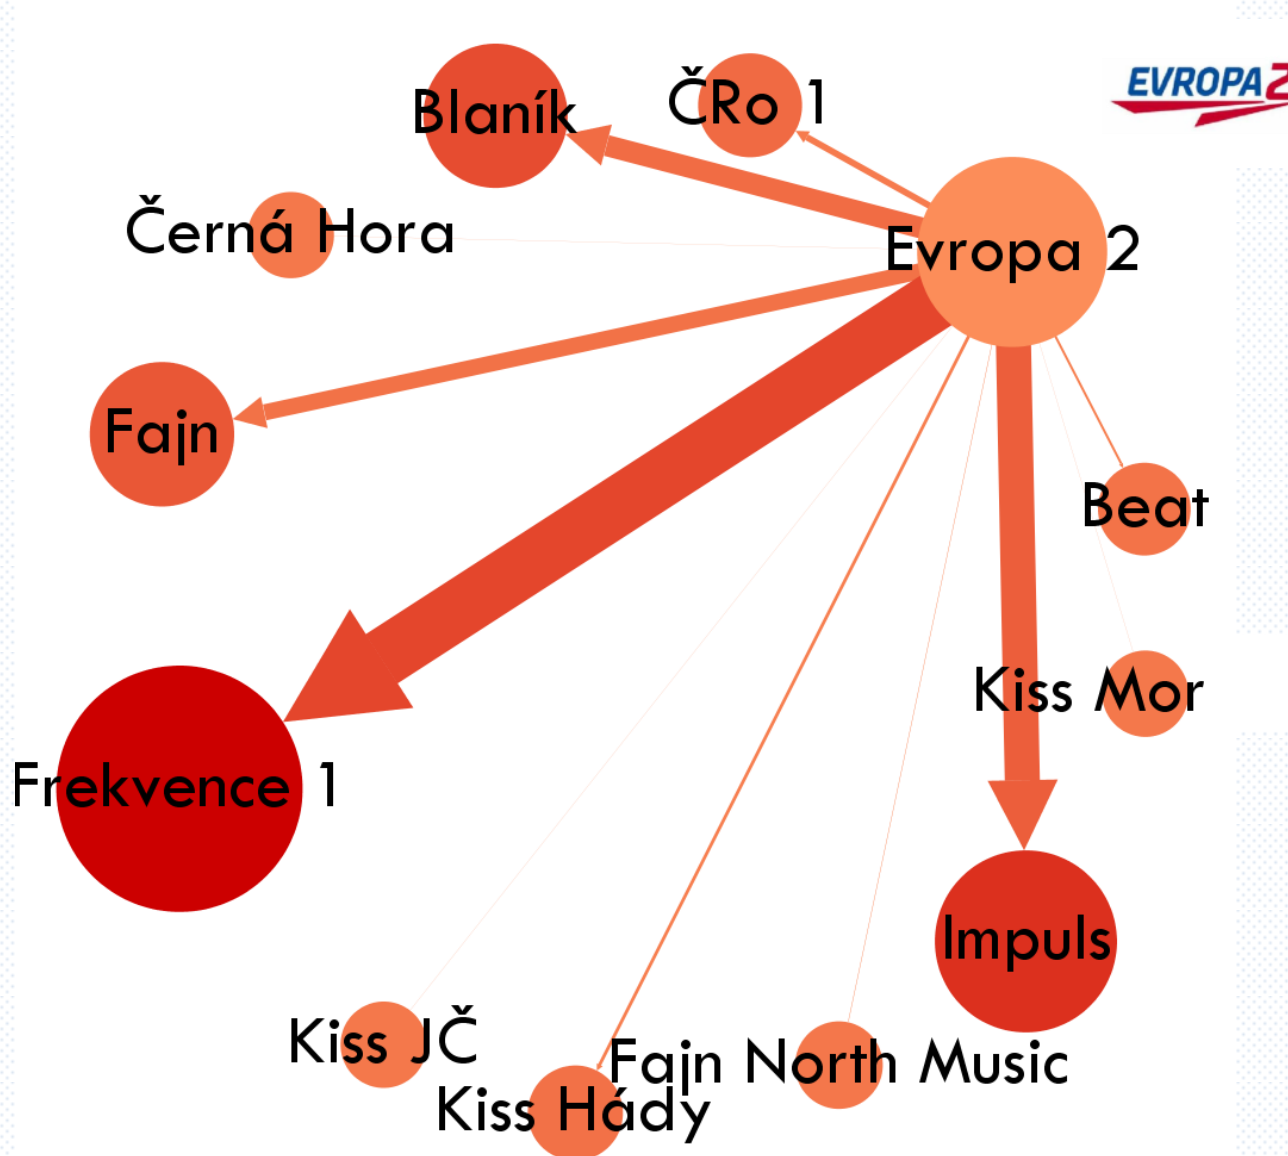 EVROPA 2
Blaník
ČRo 1
Černá Hora
Evropa 2
Fajn
Beat
Kiss Mor
Frekvence 1
Impuls
Kiss JČ
Fajn North Music
Kiss Hády